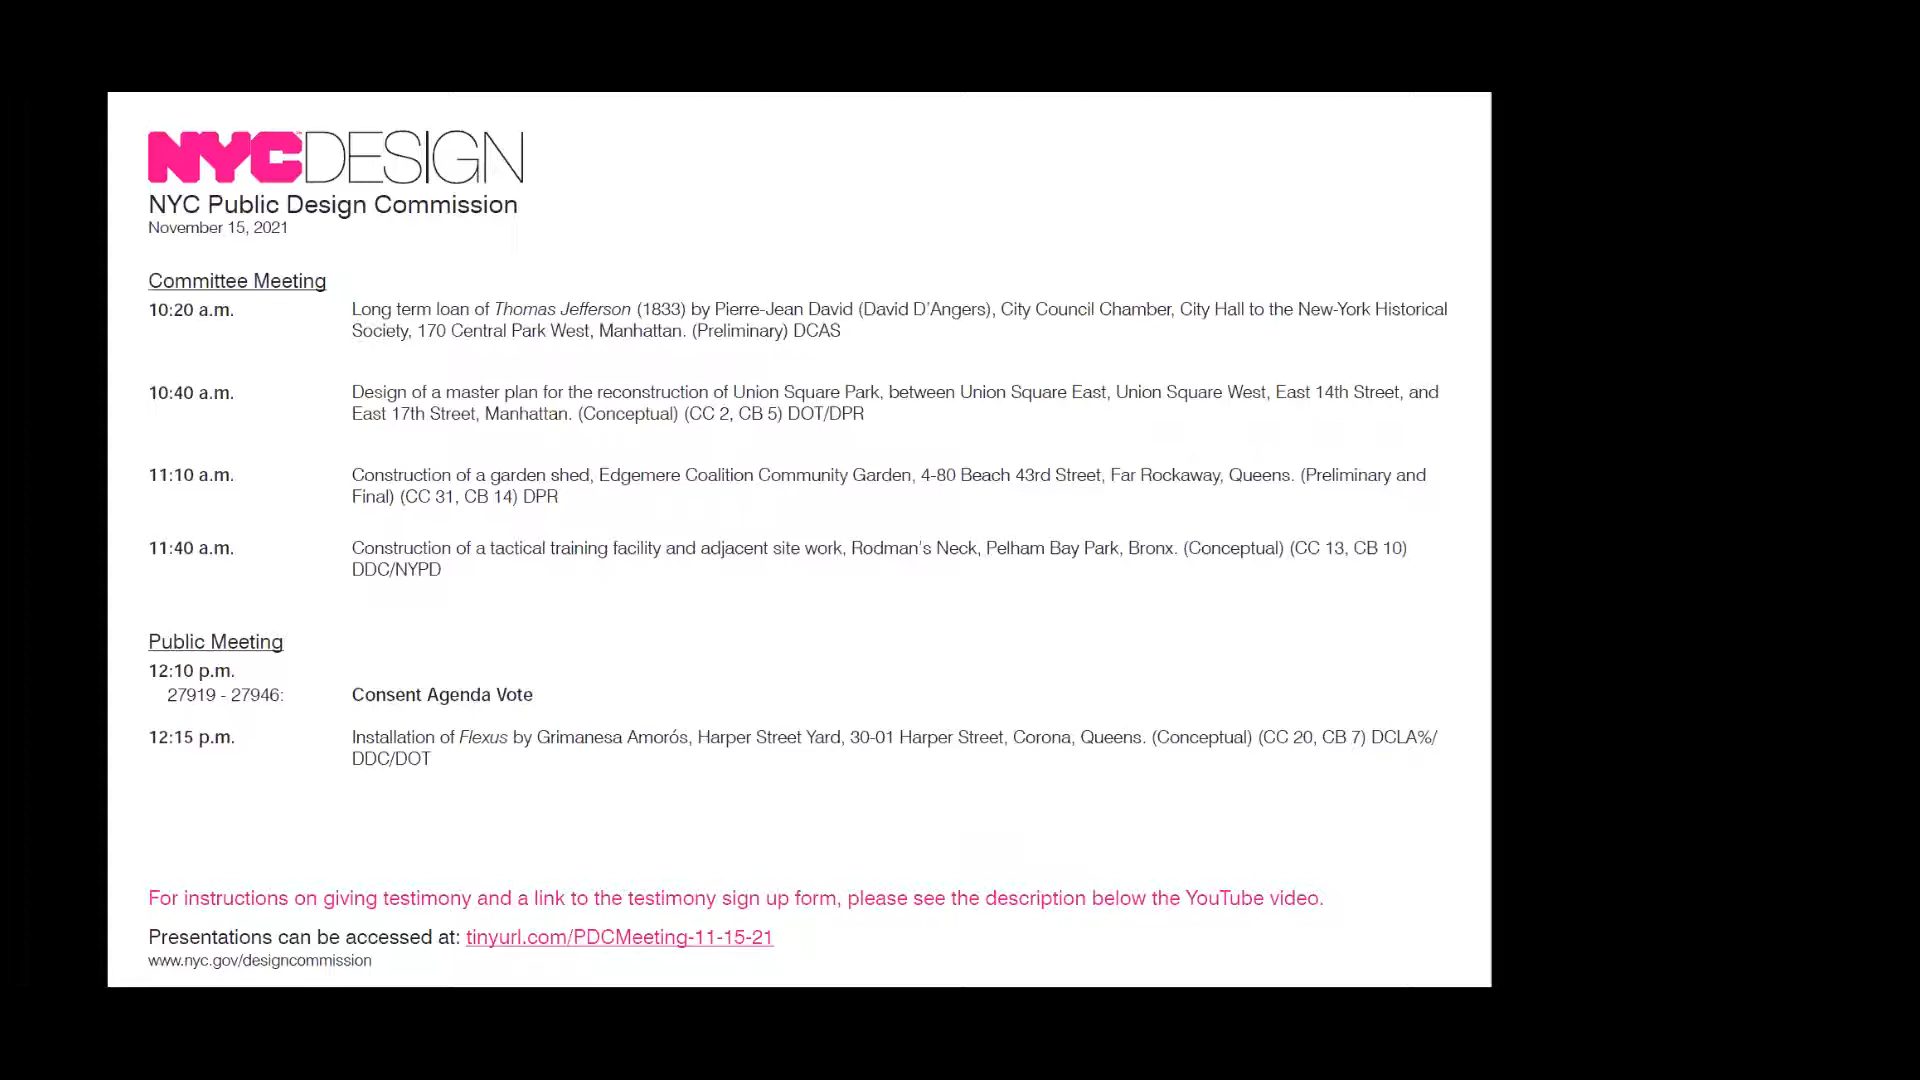 NYCDESIGN
NYC Public Design Commission
November 15, 2021
Committee Meeting
10:20 a.m. Long term loan of Thomas Jefferson (1833) by Pierre-Jean David (David D'Angers), City Council Chamber, City Hall to the New-York Historical
Society, 170 Central Park West, Manhattan. (Preliminary) DCAS
10:40 a.m. Design of a master plan for the reconstruction of Union Square Park, between Union Square East, Union Square West, East 14th Street, and
East 17th Street, Manhattan. (Conceptual) (CC 2, CB 5) DOT/DPR
11:10 a.m. Construction of a garden shed, Edgemere Coalition Community Garden, 4-80 Beach 43rd Street, Far Rockaway, Queens. (Preliminary and
Final) (CC 31, CB 14) DPR
11:40 a.m. Construction of a tactical training facility and adjacent site work, Rodman's Neck, Pelham Bay Park, Bronx. (Conceptual) (CC 13, CB 10)
DDC/NYPD
Public Meeting
12:10 p.m.
27919 - 27946: Consent Agenda Vote
12:15 p.m. Installation of Flexus by Grimanesa Amorós, Harper Street Yard, 30-01 Harper Street, Corona, Queens. (Conceptual) (CC 20, CB 7) DCLA%/
DDC/DOT
For instructions on giving testimony and a link to the testimony sign up form, please see the description below the YouTube video.
Presentations can be accessed at: tinyurl.com/PDCMeeting-11-15-21
www.nyc.gov/designcommission